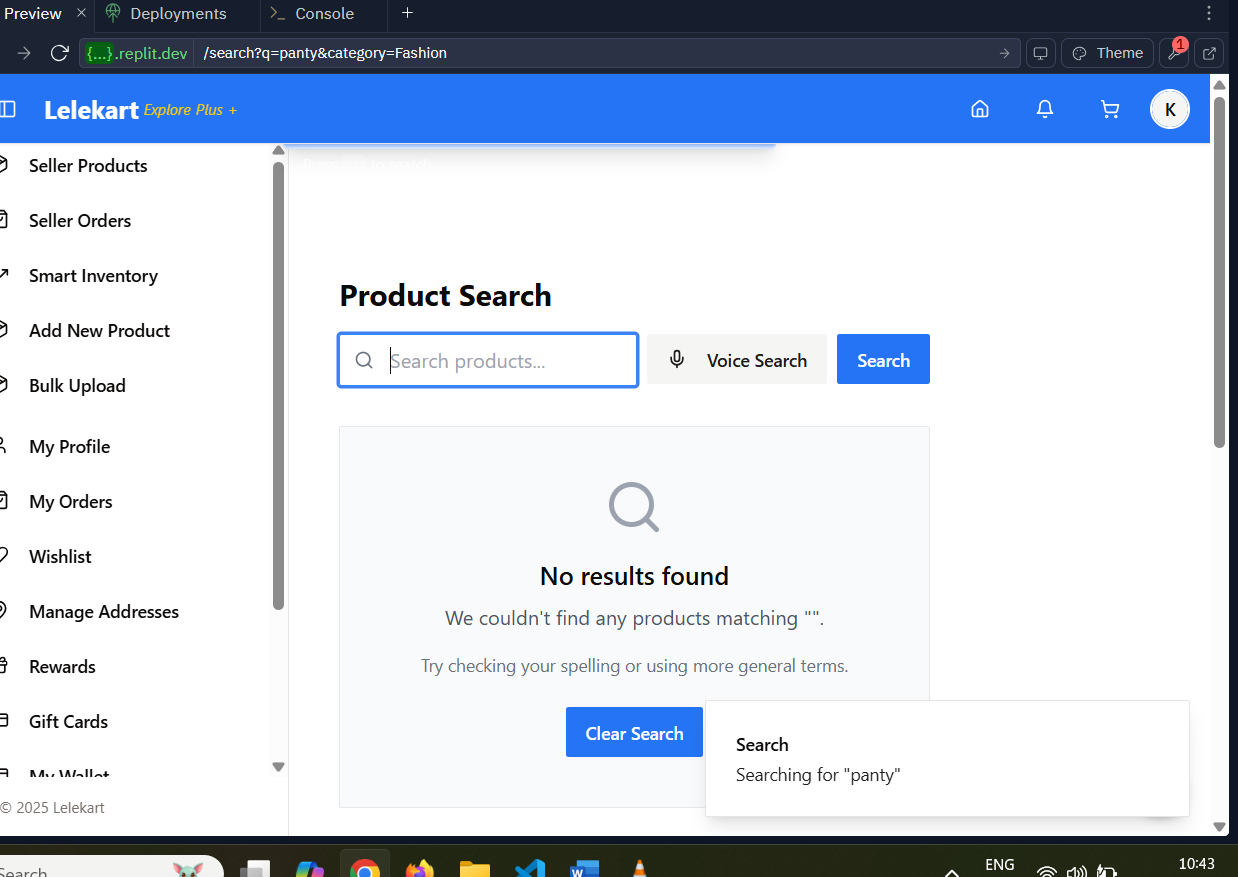 Preview
Deployments
Console
{...}.replit.dev /search?q=panty&category=Fashion
Theme
1
Lelekart Explore Plus +
K
Seller Products
Seller Orders
Smart Inventory
Add New Product
Bulk Upload
My Profile
My Orders
Wishlist
Manage Addresses
Rewards
Gift Cards
My Wallet
© 2025 Lelekart
Product Search
Search products...
Voice Search
Search
No results found
We couldn't find any products matching "".
Try checking your spelling or using more general terms.
Clear Search
Search
Searching for "panty"
Search
ENG
10:43